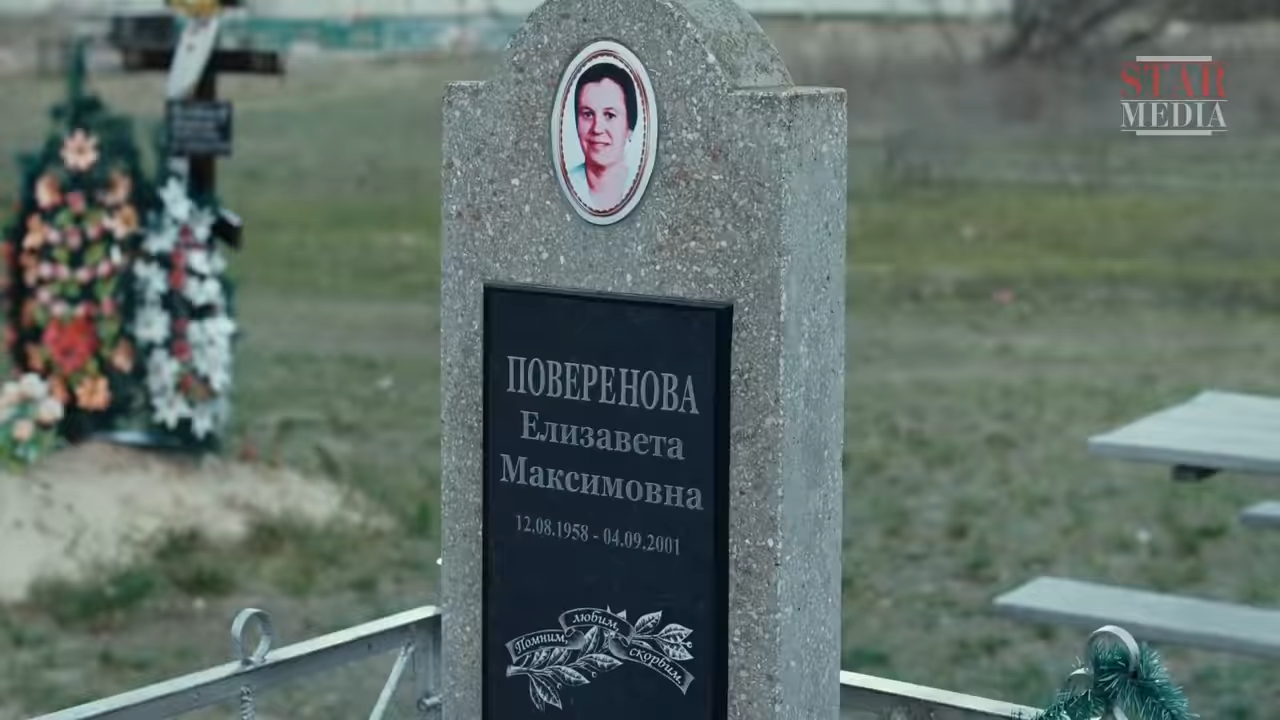 STAR
MEDIA
ПОВЕРЕНОВА
Елизавета
Максимовна
12.08.1958 - 04.09.2001
Помним,
любим,
скорбим.